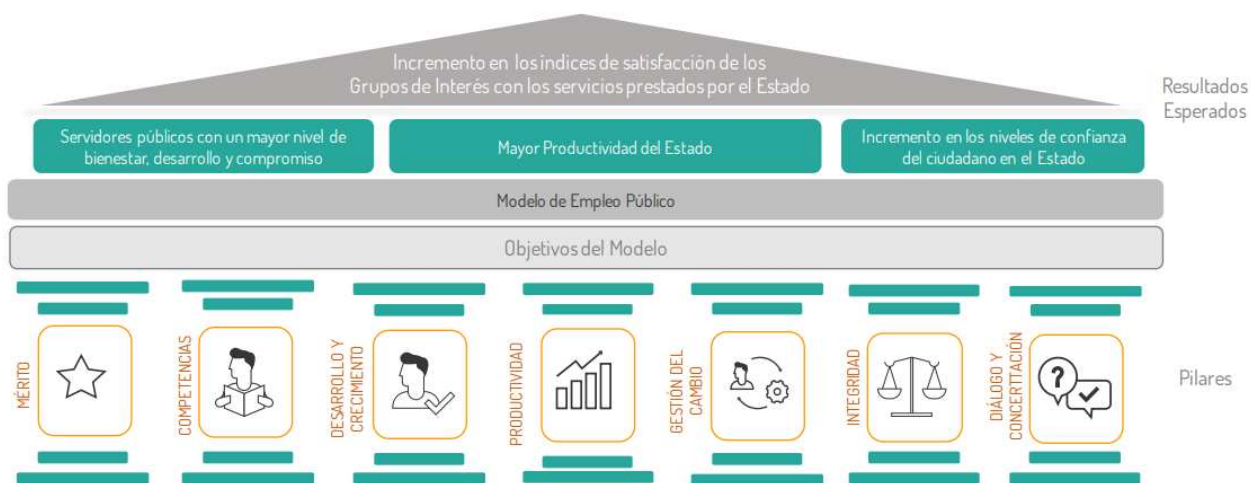 Incremento en los índices de satisfacción de los
Grupos de Interés con los servicios prestados por el Estado
Resultados
Esperados
Servidores públicos con un mayor nivel de
bienestar, desarrollo y compromiso
Mayor Productividad del Estado
Incremento en los niveles de confianza
del ciudadano en el Estado
Modelo de Empleo Público
Objetivos del Modelo
MÉRITO
COMPETENCIAS
DESARROLLO Y
CRECIMIENTO
PRODUCTIVIDAD
GESTIÓN DEL
CAMBIO
INTEGRIDAD
DIÁLOGO Y
CONCERTTACIÓN
?
Pilares